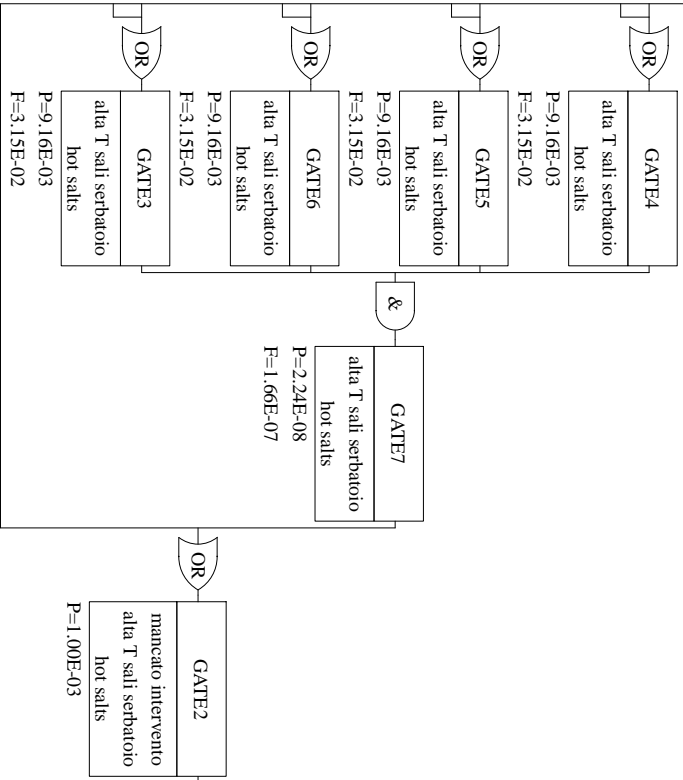 GATE2
mancato intervento
alta T sali serbatoio
hot salts
P=1.00E-03
OR
GATE7
alta T sali serbatoio
hot salts
P=2.24E-08
F=1.66E-07
&
GATE4
alta T sali serbatoio
hot salts
P=9.16E-03
F=3.15E-02
OR
GATE5
alta T sali serbatoio
hot salts
P=9.16E-03
F=3.15E-02
OR
GATE6
alta T sali serbatoio
hot salts
P=9.16E-03
F=3.15E-02
OR
GATE3
alta T sali serbatoio
hot salts
P=9.16E-03
F=3.15E-02
OR